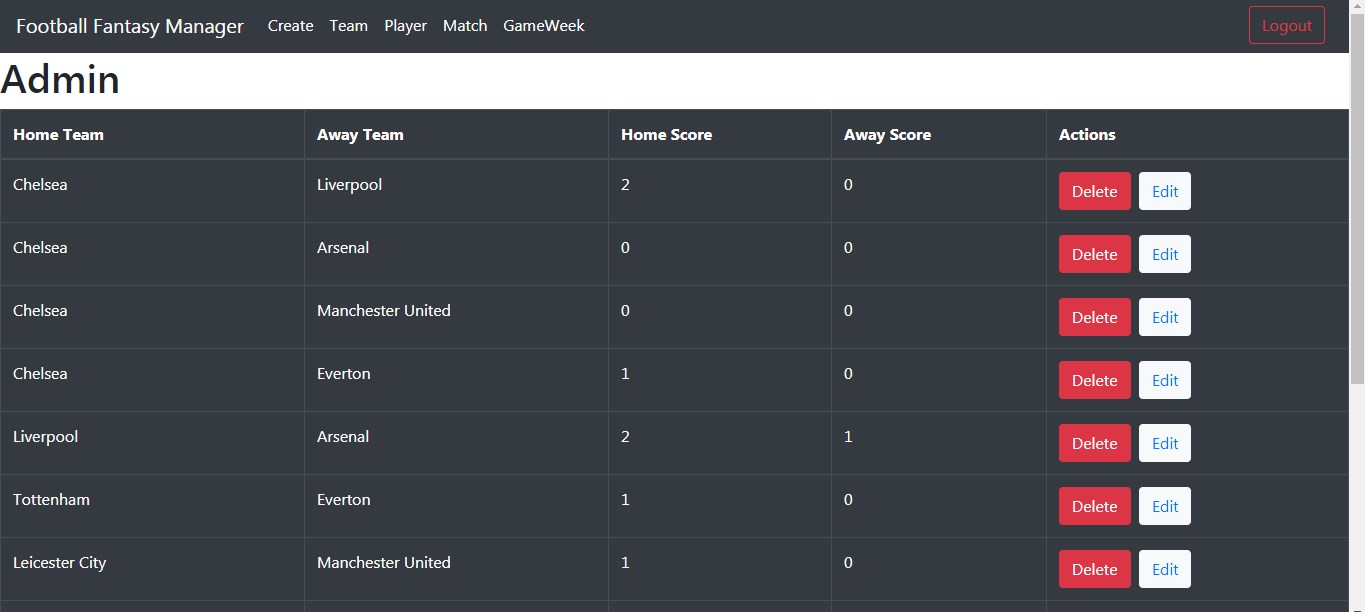 Football Fantasy Manager Create Team Player Match GameWeek Logout
Admin
Home Team Away Team Home Score Away Score Actions
Chelsea Liverpool 2 0 Delete Edit
Chelsea Arsenal 0 0 Delete Edit
Chelsea Manchester United 0 0 Delete Edit
Chelsea Everton 1 0 Delete Edit
Liverpool Arsenal 2 1 Delete Edit
Tottenham Everton 1 0 Delete Edit
Leicester City Manchester United 1 0 Delete Edit